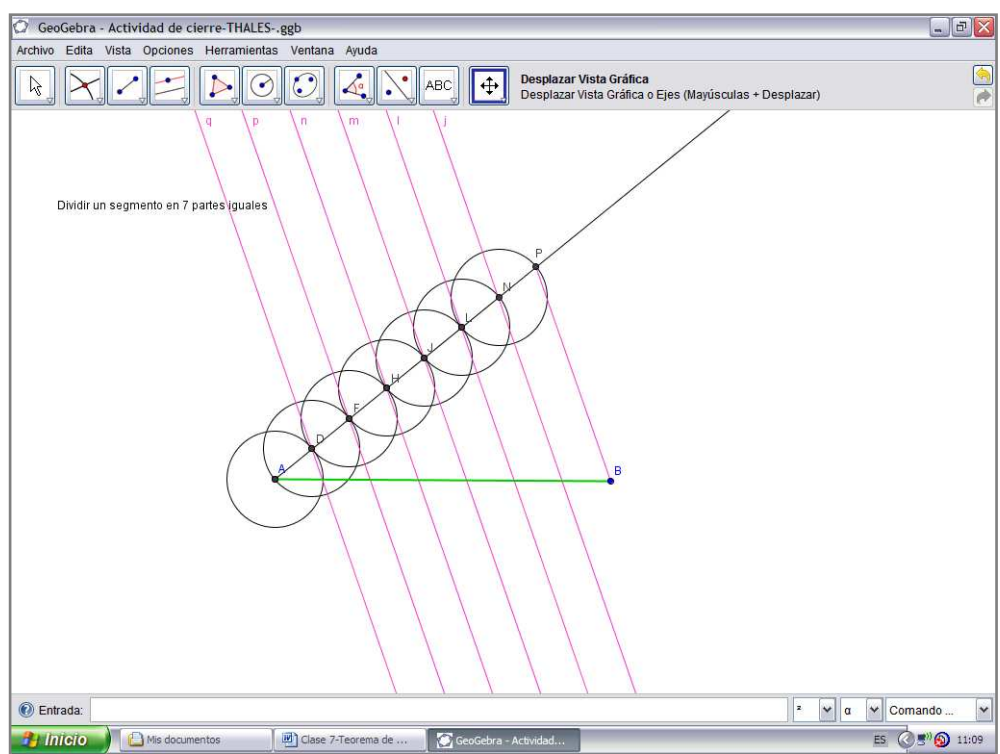 GeoGebra - Actividad de cierre-THALES-.ggb
Archivo Edita Vista Opciones Herramientas Ventana Ayuda
ABC
α
Desplazar Vista Gráfica
Desplazar Vista Gráfica o Ejes (Mayúsculas + Desplazar)
q p n m l j
Dividir un segmento en 7 partes iguales
P
N
L
J
H
F
D
A
B
Entrada:
² α Comando ...
Inicio Mis documentos Clase 7-Teorema de ... GeoGebra - Actividad... ES 11:09